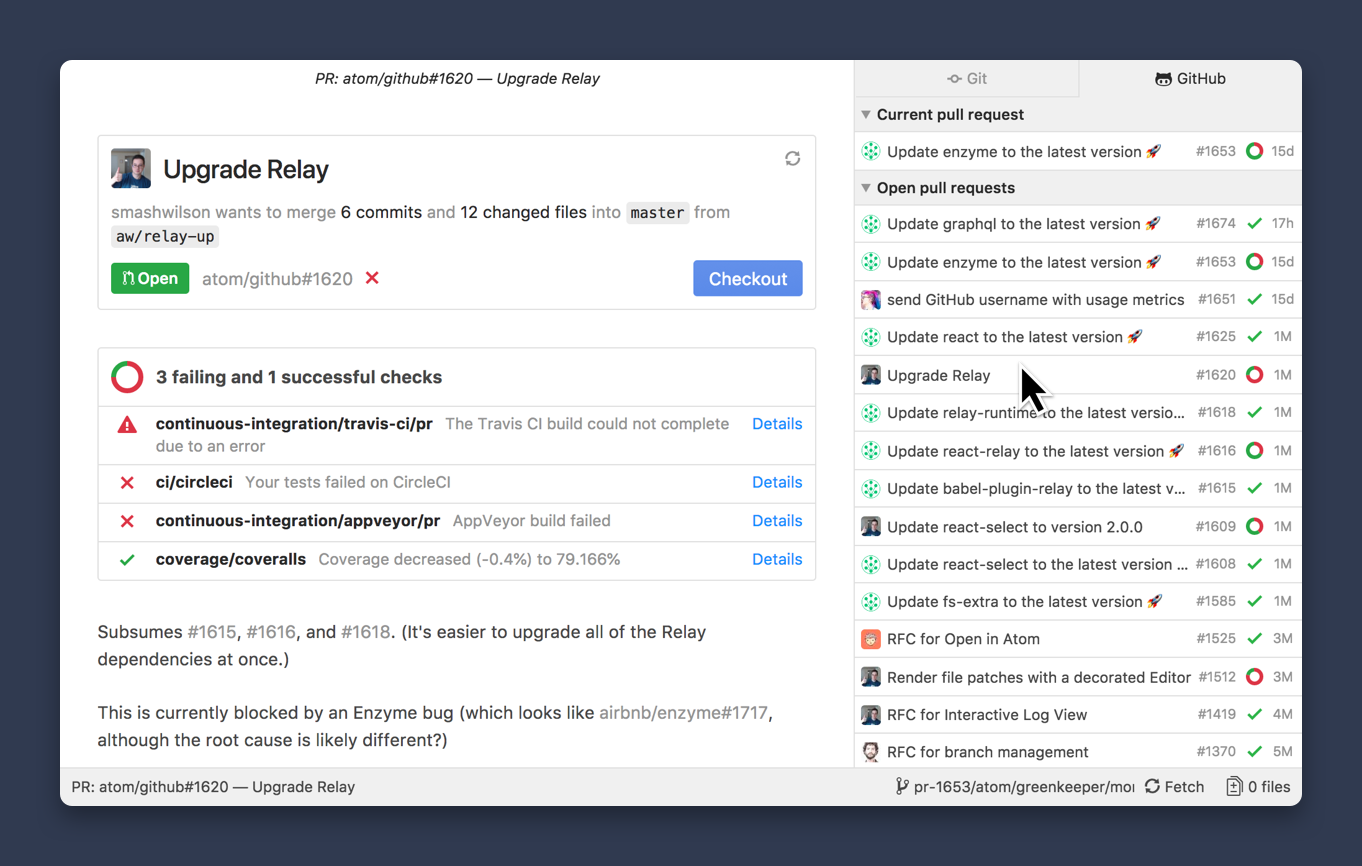 PR: atom/github#1620 — Upgrade Relay
Upgrade Relay
smashwilson wants to merge 6 commits and 12 changed files into master from
aw/relay-up
Open atom/github#1620 Checkout
3 failing and 1 successful checks
continuous-integration/travis-ci/pr The Travis CI build could not complete Details
due to an error
ci/circleci Your tests failed on CircleCI Details
continuous-integration/appveyor/pr AppVeyor build failed Details
coverage/coveralls Coverage decreased (-0.4%) to 79.166% Details
Subsumes #1615, #1616, and #1618. (It's easier to upgrade all of the Relay
dependencies at once.)
This is currently blocked by an Enzyme bug (which looks like airbnb/enzyme#1717,
although the root cause is likely different?)
Git GitHub
Current pull request
Update enzyme to the latest version 🚀 #1653 15d
Open pull requests
Update graphql to the latest version 🚀 #1674 17h
Update enzyme to the latest version 🚀 #1653 15d
send GitHub username with usage metrics #1651 15d
Update react to the latest version 🚀 #1625 1M
Upgrade Relay #1620 1M
Update relay-runtime to the latest versio... #1618 1M
Update react-relay to the latest version 🚀 #1616 1M
Update babel-plugin-relay to the latest v... #1615 1M
Update react-select to version 2.0.0 #1609 1M
Update react-select to the latest version ... #1608 1M
Update fs-extra to the latest version 🚀 #1585 1M
RFC for Open in Atom #1525 3M
Render file patches with a decorated Editor #1512 3M
RFC for Interactive Log View #1419 4M
RFC for branch management #1370 5M
PR: atom/github#1620 — Upgrade Relay pr-1653/atom/greenkeeper/mo Fetch 0 files